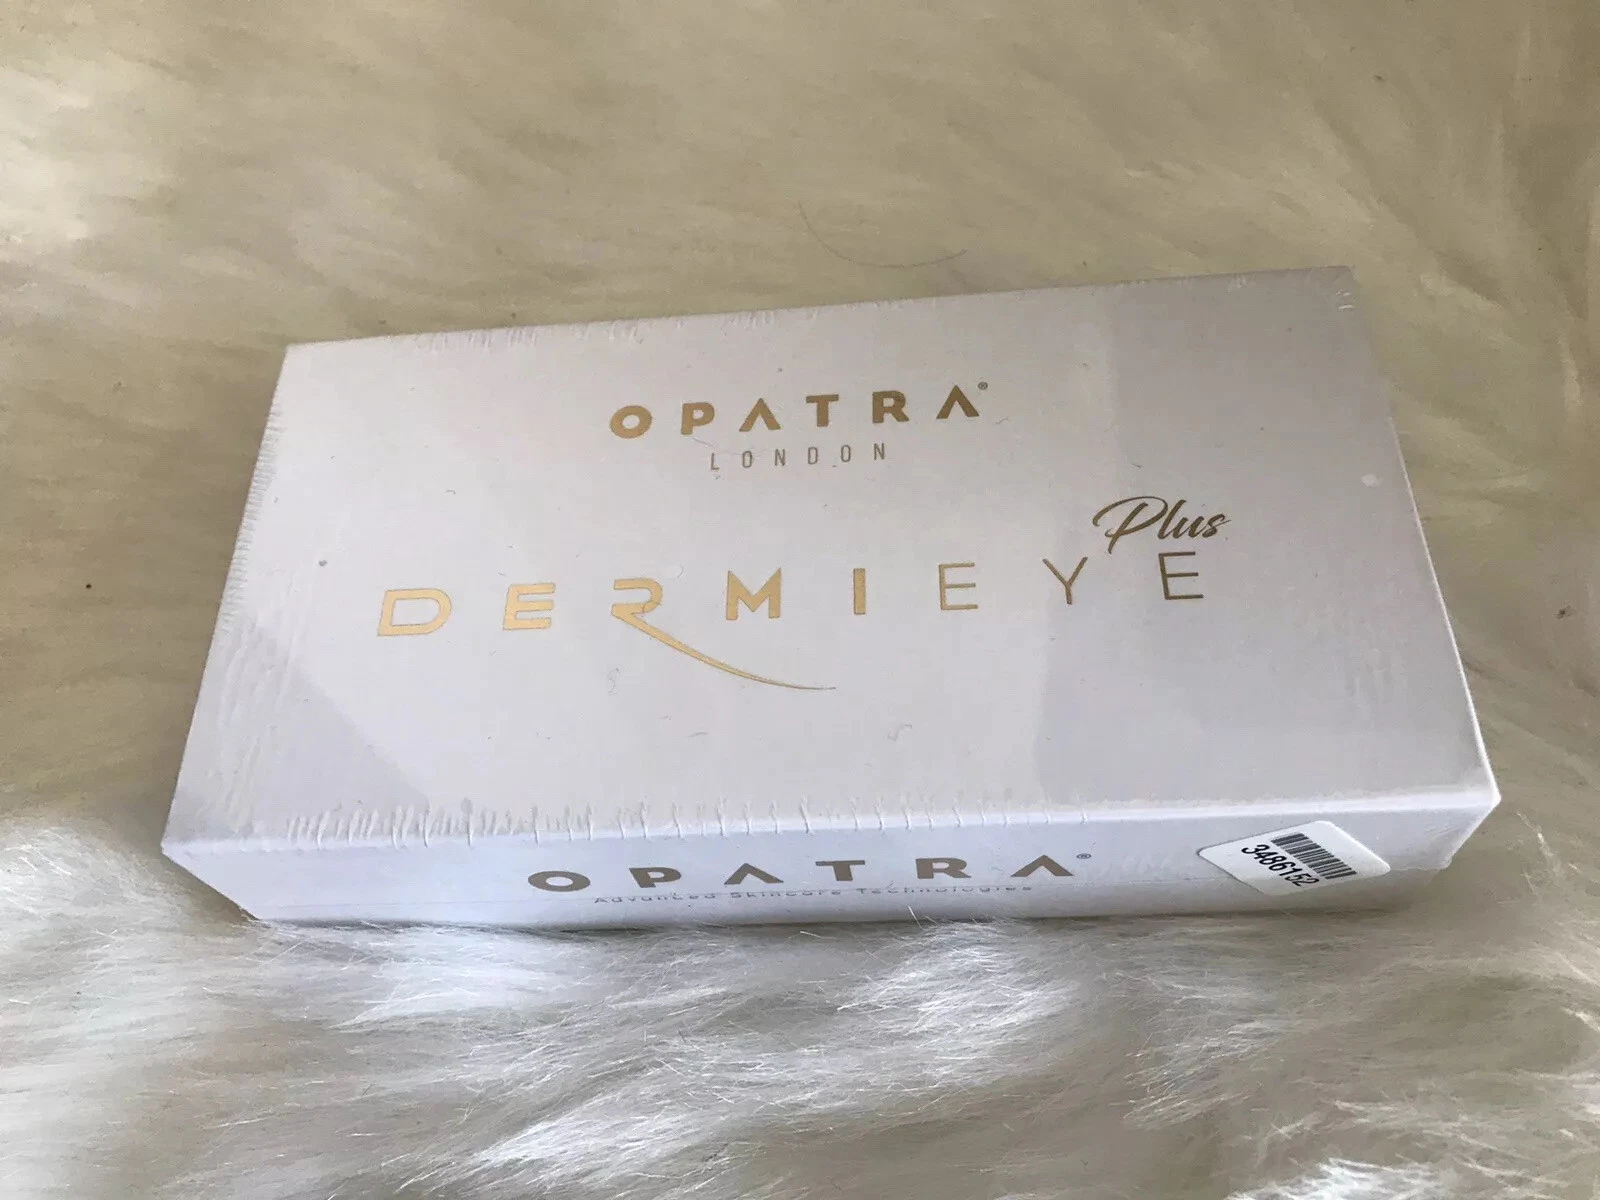 OPATRA®
LONDON
Plus
DERMIEYE
OPATRA®
Advanced Skincare Technologies
3486152